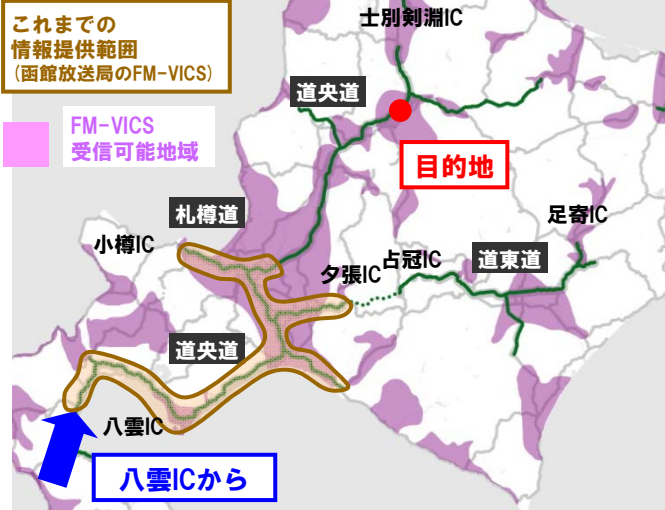 これまでの
情報提供範囲
(函館放送局のFM-VICS)
士別剣淵IC
道央道
FM-VICS
受信可能地域
目的地
札樽道
足寄IC
小樽IC
夕張IC
占冠IC
道東道
道央道
八雲IC
八雲ICから